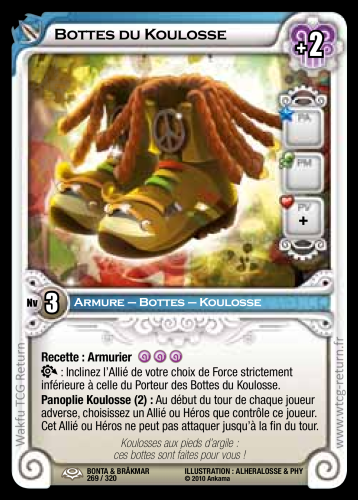 Bottes du Koulosse
+2
PA
PM
PV
+
Nv 3
Armure – Bottes – Koulosse
Recette : Armurier
: Inclinez l'Allié de votre choix de Force strictement
inférieure à celle du Porteur des Bottes du Koulosse.
Panoplie Koulosse (2) : Au début du tour de chaque joueur
adverse, choisissez un Allié ou Héros que contrôle ce joueur.
Cet Allié ou Héros ne peut pas attaquer jusqu'à la fin du tour.
Koulosses aux pieds d'argile :
ces bottes sont faites pour vous !
BONTA & BRÂKMAR
269 / 320
ILLUSTRATION : ALHERALOSSE & PHY
© 2010 Ankama
Wakfu TCG Return
www.wtcg-return.fr